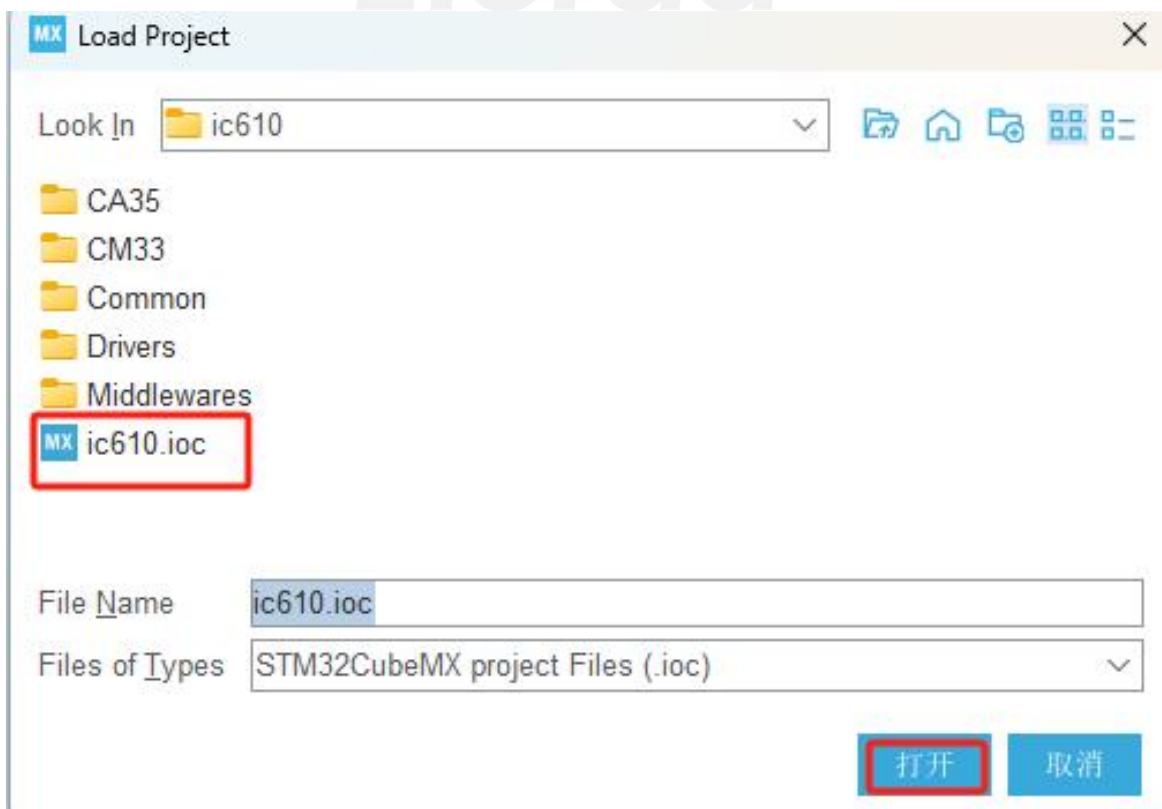 MX Load Project
Look In ic610
CA35
CM33
Common
Drivers
Middlewares
MX ic610.ioc
File Name ic610.ioc
Files of Types STM32CubeMX project Files (.ioc)
打开 取消